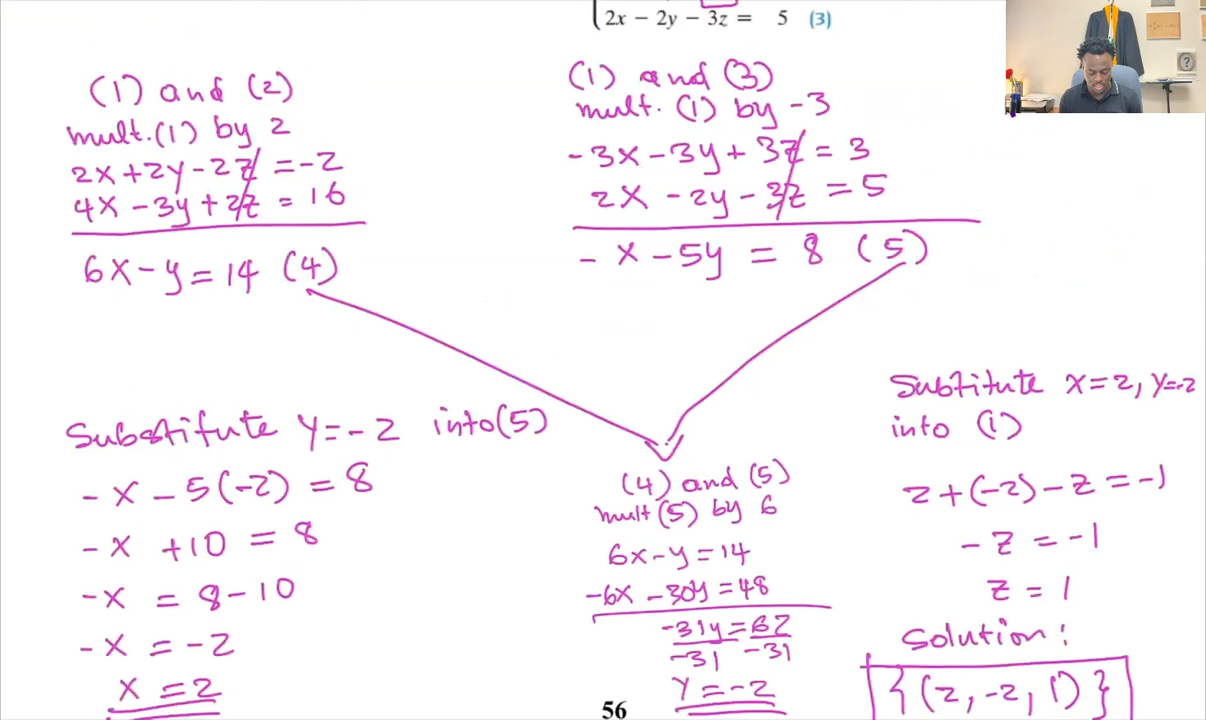 2x − 2y − 3z = 5 (3)
(1) and (2)
mult.(1) by 2
2x+2y-2z=-2
4x-3y+2z=16
6x-y=14 (4)
(1) and (3)
mult. (1) by -3
-3x-3y+3z=3
2x-2y-3z=5
-x-5y=8 (5)
Substitute y=-2 into(5)
-x-5(-2)=8
-x+10=8
-x=8-10
-x=-2
x=2
(4) and (5)
mult(5) by 6
6x-y=14
-6x-30y=48
-31y=62
-31 -31
y=-2
Substitute x=2, y=-2
into (1)
2+(-2)-z=-1
-z=-1
z=1
Solution:
{(2,-2,1)}
56